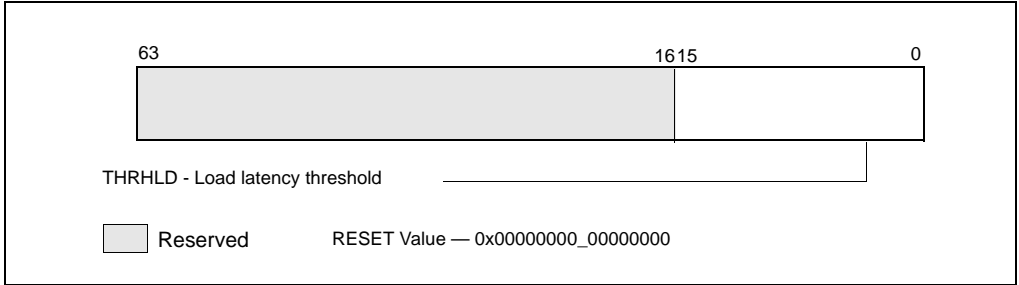 63 1615 0
THRHLD - Load latency threshold
Reserved RESET Value — 0x00000000_00000000